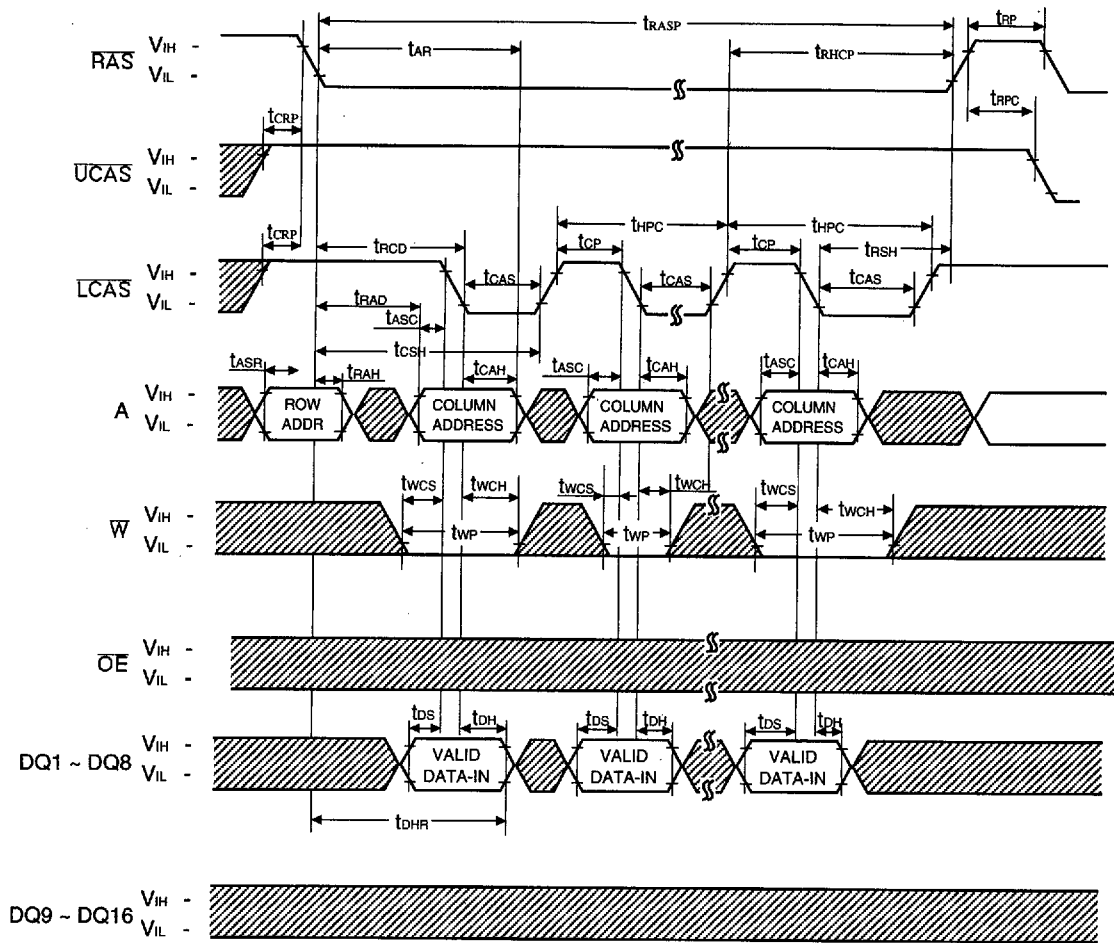 tRASP
tRP
tAR
tRHCP
RAS
VIH -
VIL -
tCRP
tRPC
UCAS
VIH -
VIL -
tCRP
tRCD
tHPC
tHPC
tCP
tCP
tRSH
LCAS
VIH -
VIL -
tCAS
tCAS
tCAS
tRAD
tASC
tCSH
tASR
tRAH
tCAH
tASC
tCAH
tASC
tCAH
A
VIH -
VIL -
ROW
ADDR
COLUMN
ADDRESS
COLUMN
ADDRESS
COLUMN
ADDRESS
tWCS
tWCH
tWCS
tWCH
tWCS
tWCH
W
VIH -
VIL -
tWP
tWP
tWP
OE
VIH -
VIL -
tDS
tDH
tDS
tDH
tDS
tDH
DQ1 ~ DQ8
VIH -
VIL -
VALID
DATA-IN
VALID
DATA-IN
VALID
DATA-IN
tDHR
DQ9 ~ DQ16
VIH -
VIL -